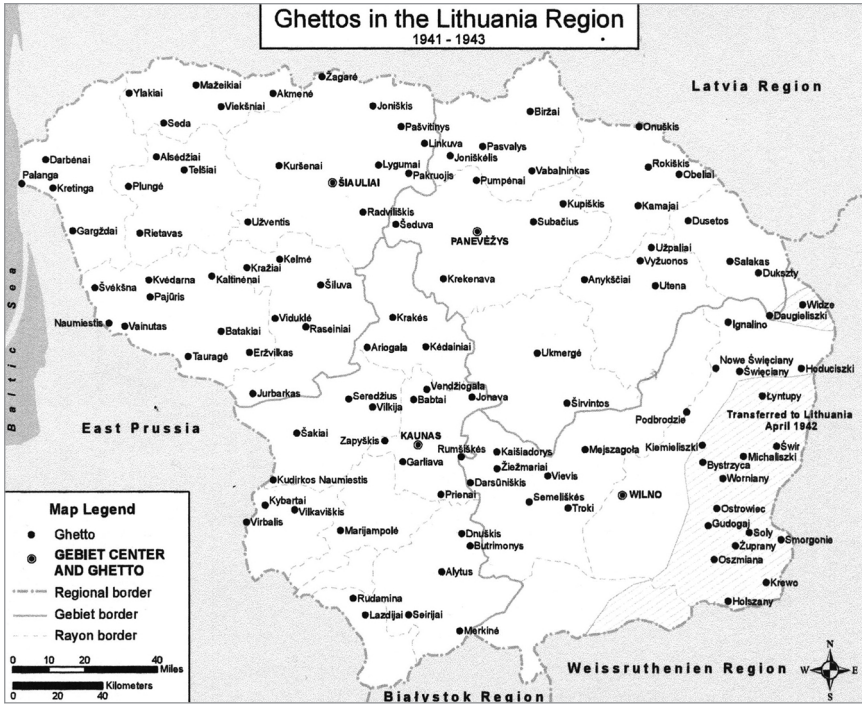 Ghettos in the Lithuania Region
1941 - 1943
Latvia Region
Žagarė
Mažeikiai
Akmenė
Ylakiai
Viekšniai
Joniškis
Biržai
Seda
Pašvitinys
Onuškis
Linkuva
Pasvalys
Joniškėlis
Darbėnai
Alsėdžiai
Telšiai
Kuršenai
Lygumai
Pakruojis
Vabalninkas
Rokiškis
Obeliai
Palanga
Kretinga
Plungė
ŠIAULIAI
Pumpėnai
Radviliškis
Kupiškis
Kamajai
Gargždai
Rietavas
Užventis
Šeduva
PANEVĖŽYS
Subačius
Dusetos
Užpaliai
Vyžuonos
Salakas
Dukszty
Kelmė
Kražiai
Kvėdarna
Kaltinėnai
Šiluva
Krekenava
Anykščiai
Utena
Švėkšna
Pajūris
Widze
Daugieliszki
Naumiestis
Vainutas
Batakiai
Viduklė
Raseiniai
Krakės
Ignalino
Tauragė
Eržvilkas
Ariogala
Kėdainiai
Ukmergė
Nowe Święciany
Święciany
Hoduciszki
Jurbarkas
Seredžius
Vilkija
Vendžiogala
Babtai
Jonava
Širvintos
Łyntupy
Podbrodzie
Transferred to Lithuania
April 1942
Baltic Sea
East Prussia
Šakiai
Zapyškis
KAUNAS
Rumšiškės
Kaišiadorys
Mejszagoła
Kiemieliszki
Świr
Michaliszki
Garliava
Žiežmariai
Vievis
Bystrzyca
Worniany
Kudirkos Naumiestis
Darsūniškis
Prienai
Semeliškės
Troki
WILNO
Kybartai
Vilkaviškis
Virbalis
Ostrowiec
Gudogaj
Soly
Smorgonie
Marijampolė
Dnuškis
Butrimonys
Župrany
Oszmiana
Alytus
Krewo
Rudamina
Lazdijai
Seirijai
Holszany
Merkinė
Weissruthenien Region
Białystok Region
Map Legend
Ghetto
GEBIET CENTER
AND GHETTO
Regional border
Gebiet border
Rayon border
0 10 20 40
Miles
Kilometers
0 20 40
N
W E
S